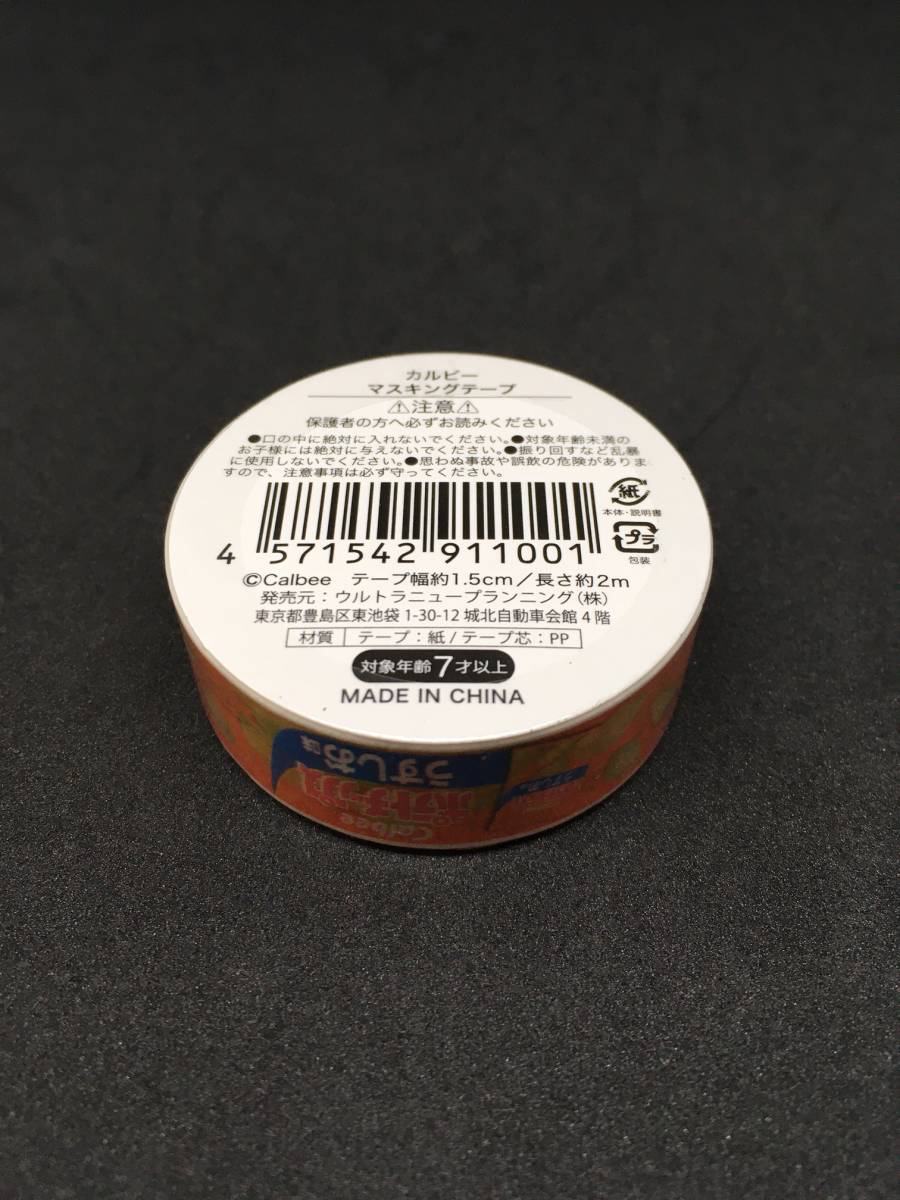 カルビー
マスキングテープ
⚠注意⚠
保護者の方へ必ずお読みください
●口の中に絶対に入れないでください。●対象年齢未満の
お子様には絶対に与えないでください。●振り回すなど乱暴
に使用しないでください。●思わぬ事故や誤飲の危険がありま
すので、注意事項は必ず守ってください。
紙
本体・説明書
プラ
包装
4 571542 911001
©Calbee テープ幅約1.5cm/長さ約2m
発売元:ウルトラニュープランニング(株)
東京都豊島区東池袋1-30-12 城北自動車会館4階
材質 テープ:紙/テープ芯:PP
対象年齢7才以上
MADE IN CHINA
うすしお味
ポテトチップス
Calbee
うすしお